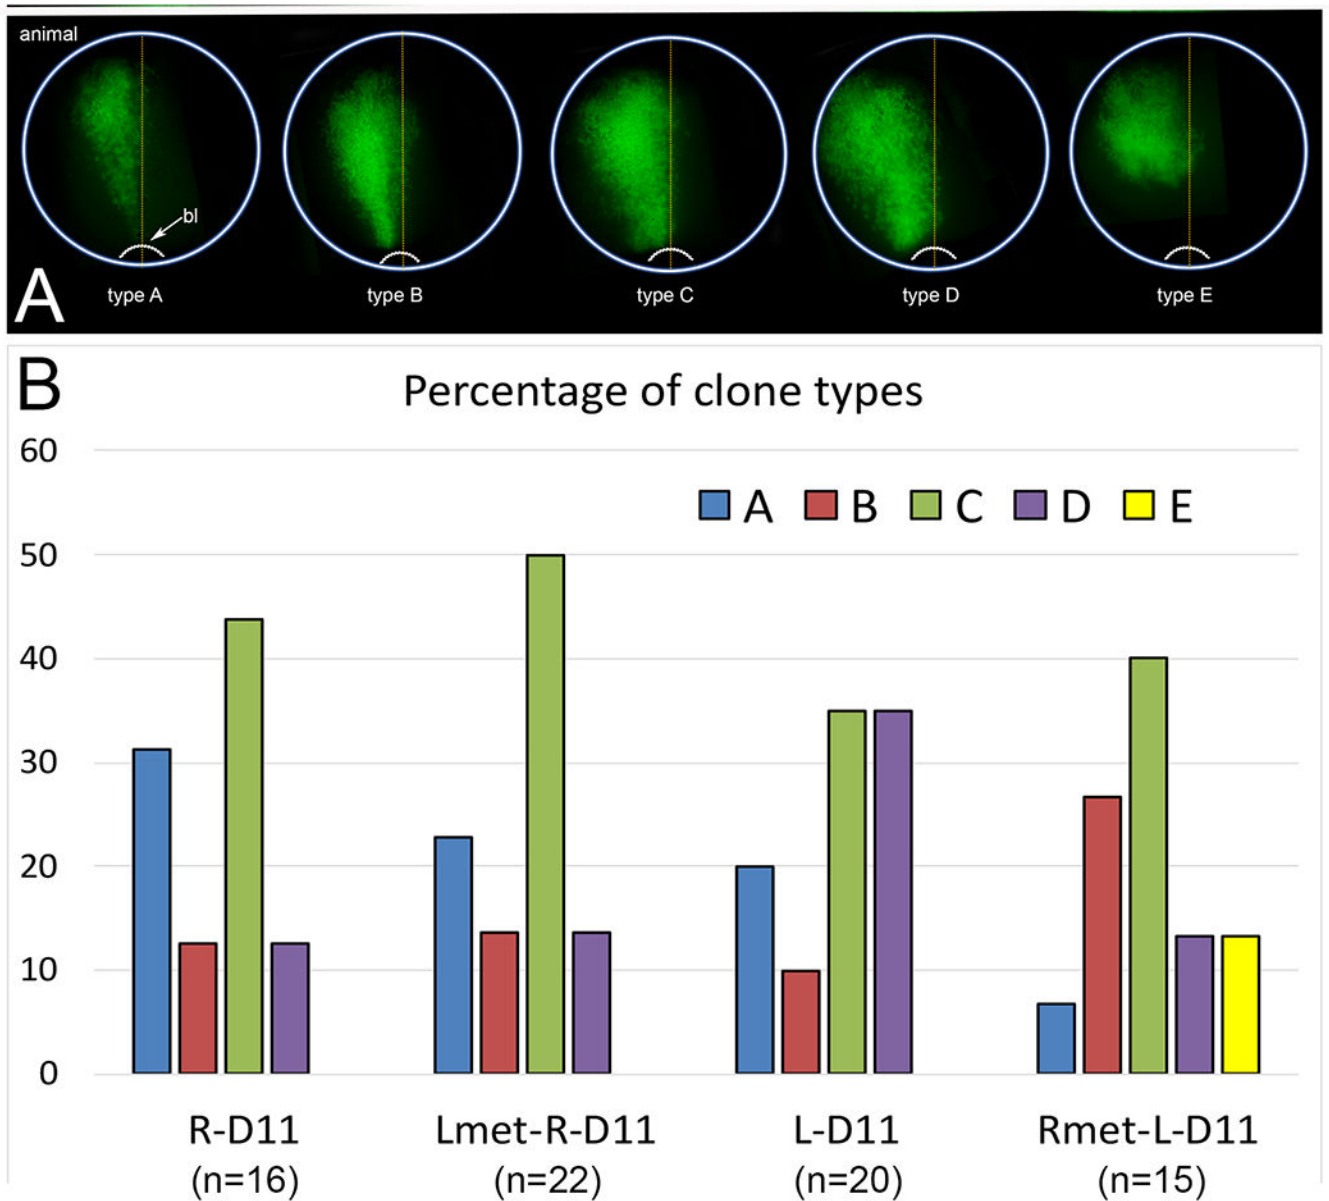 animal
bl
A
type A type B type C type D type E
B
Percentage of clone types
60
A B C D E
50
40
30
20
10
0
R-D11 Lmet-R-D11 L-D11 Rmet-L-D11
(n=16) (n=22) (n=20) (n=15)